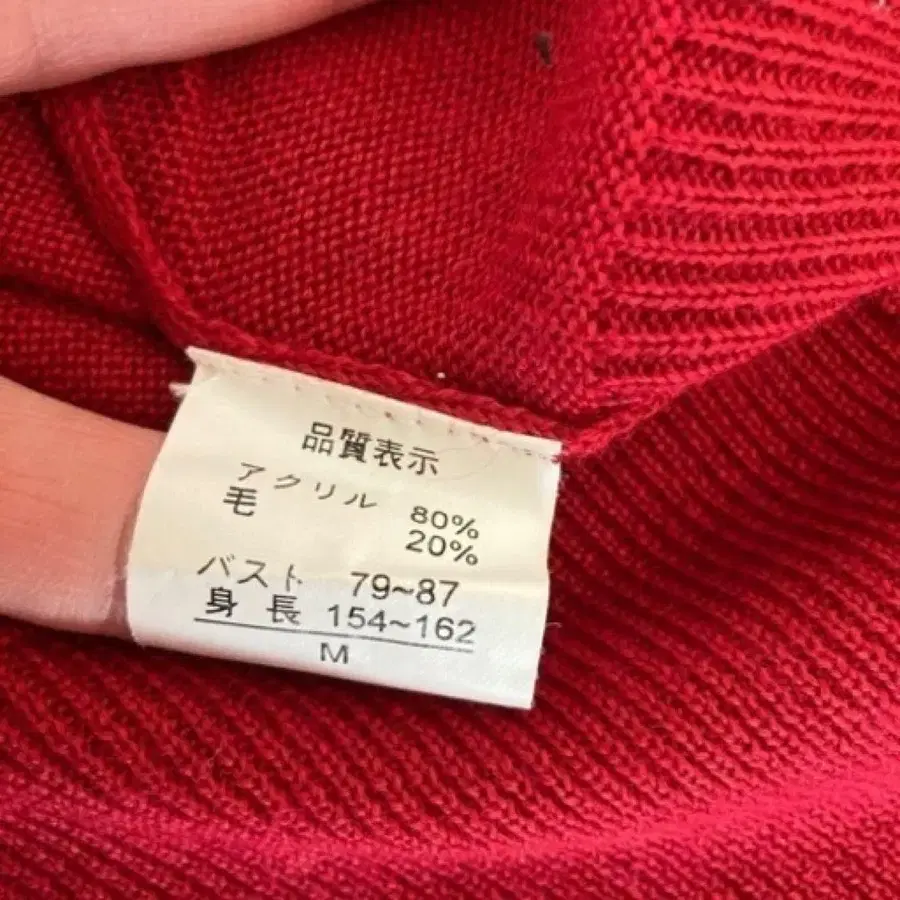 品質表示
アクリル 80%
毛 20%
バスト 79~87
身長 154~162
M